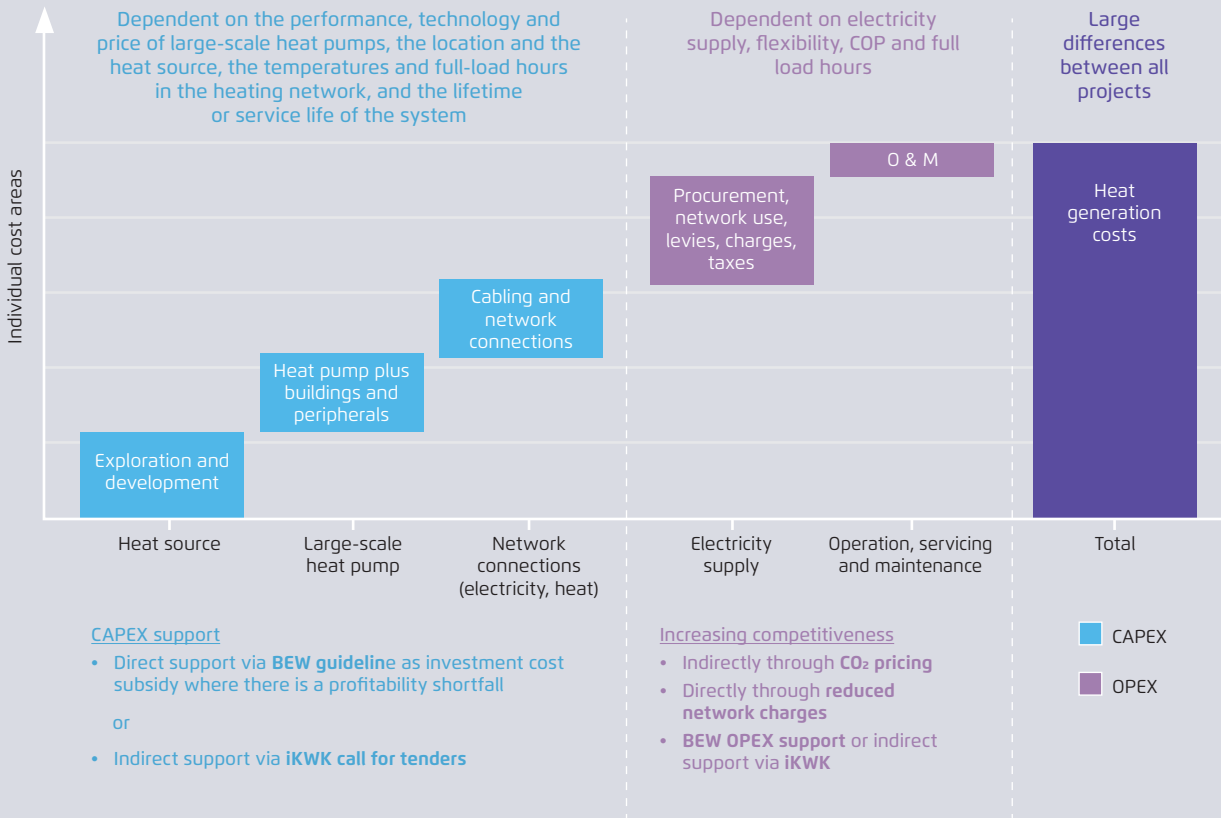 Dependent on the performance, technology and
price of large-scale heat pumps, the location and the
heat source, the temperatures and full-load hours
in the heating network, and the lifetime
or service life of the system
Dependent on electricity
supply, flexibility, COP and full
load hours
Large
differences
between all
projects
Individual cost areas
Exploration and
development
Heat pump plus
buildings and
peripherals
Cabling and
network
connections
Procurement,
network use,
levies, charges,
taxes
O & M
Heat
generation
costs
Heat source
Large-scale
heat pump
Network
connections
(electricity, heat)
Electricity
supply
Operation, servicing
and maintenance
Total
CAPEX support
• Direct support via BEW guideline as investment cost
subsidy where there is a profitability shortfall
or
• Indirect support via iKWK call for tenders
Increasing competitiveness
• Indirectly through CO₂ pricing
• Directly through reduced
network charges
• BEW OPEX support or indirect
support via iKWK
CAPEX
OPEX